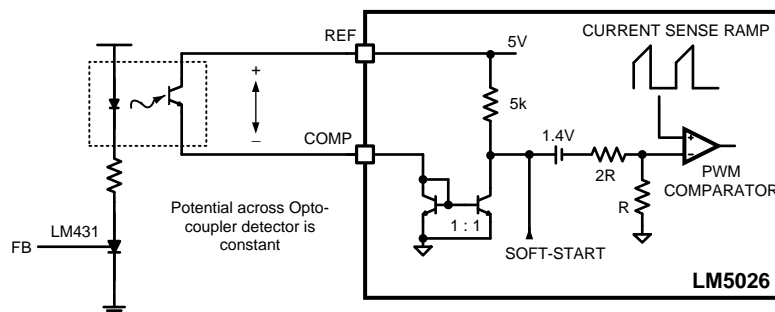 CURRENT SENSE RAMP
REF
5V
+
5k
1.4V
+
–
–
COMP
2R
PWM
COMPARATOR
R
Potential across Opto-
coupler detector is
constant
LM431
1 : 1
FB
SOFT-START
LM5026